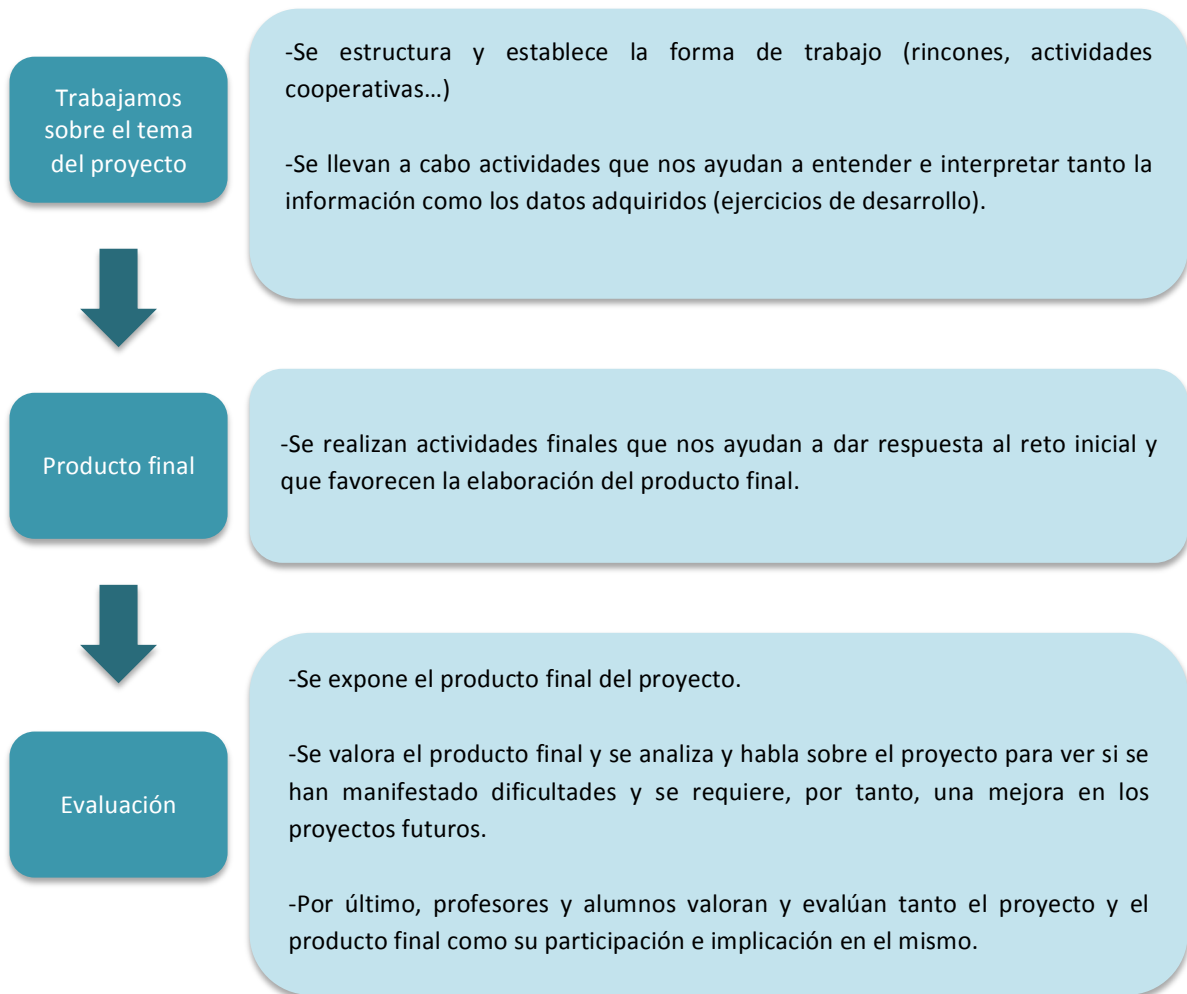 Trabajamos
sobre el tema
del proyecto
-Se estructura y establece la forma de trabajo (rincones, actividades
cooperativas…)
-Se llevan a cabo actividades que nos ayudan a entender e interpretar tanto la
información como los datos adquiridos (ejercicios de desarrollo).
Producto final
-Se realizan actividades finales que nos ayudan a dar respuesta al reto inicial y
que favorecen la elaboración del producto final.
Evaluación
-Se expone el producto final del proyecto.
-Se valora el producto final y se analiza y habla sobre el proyecto para ver si se
han manifestado dificultades y se requiere, por tanto, una mejora en los
proyectos futuros.
-Por último, profesores y alumnos valoran y evalúan tanto el proyecto y el
producto final como su participación e implicación en el mismo.